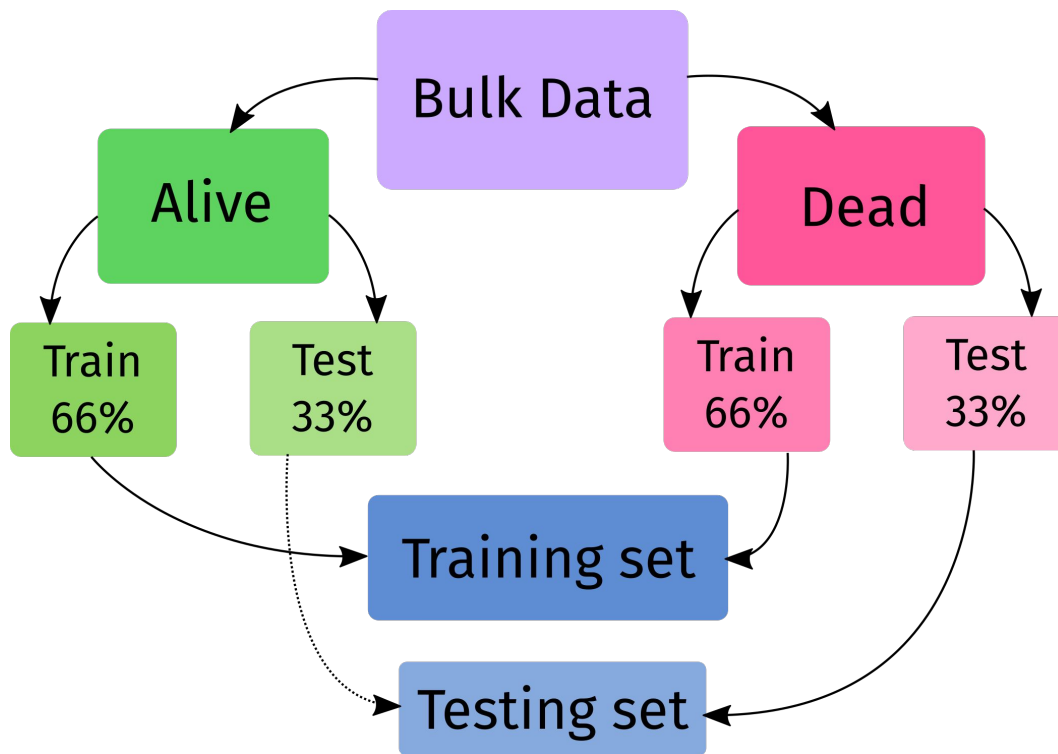 Bulk Data
Alive
Dead
Train
66%
Test
33%
Train
66%
Test
33%
Training set
Testing set